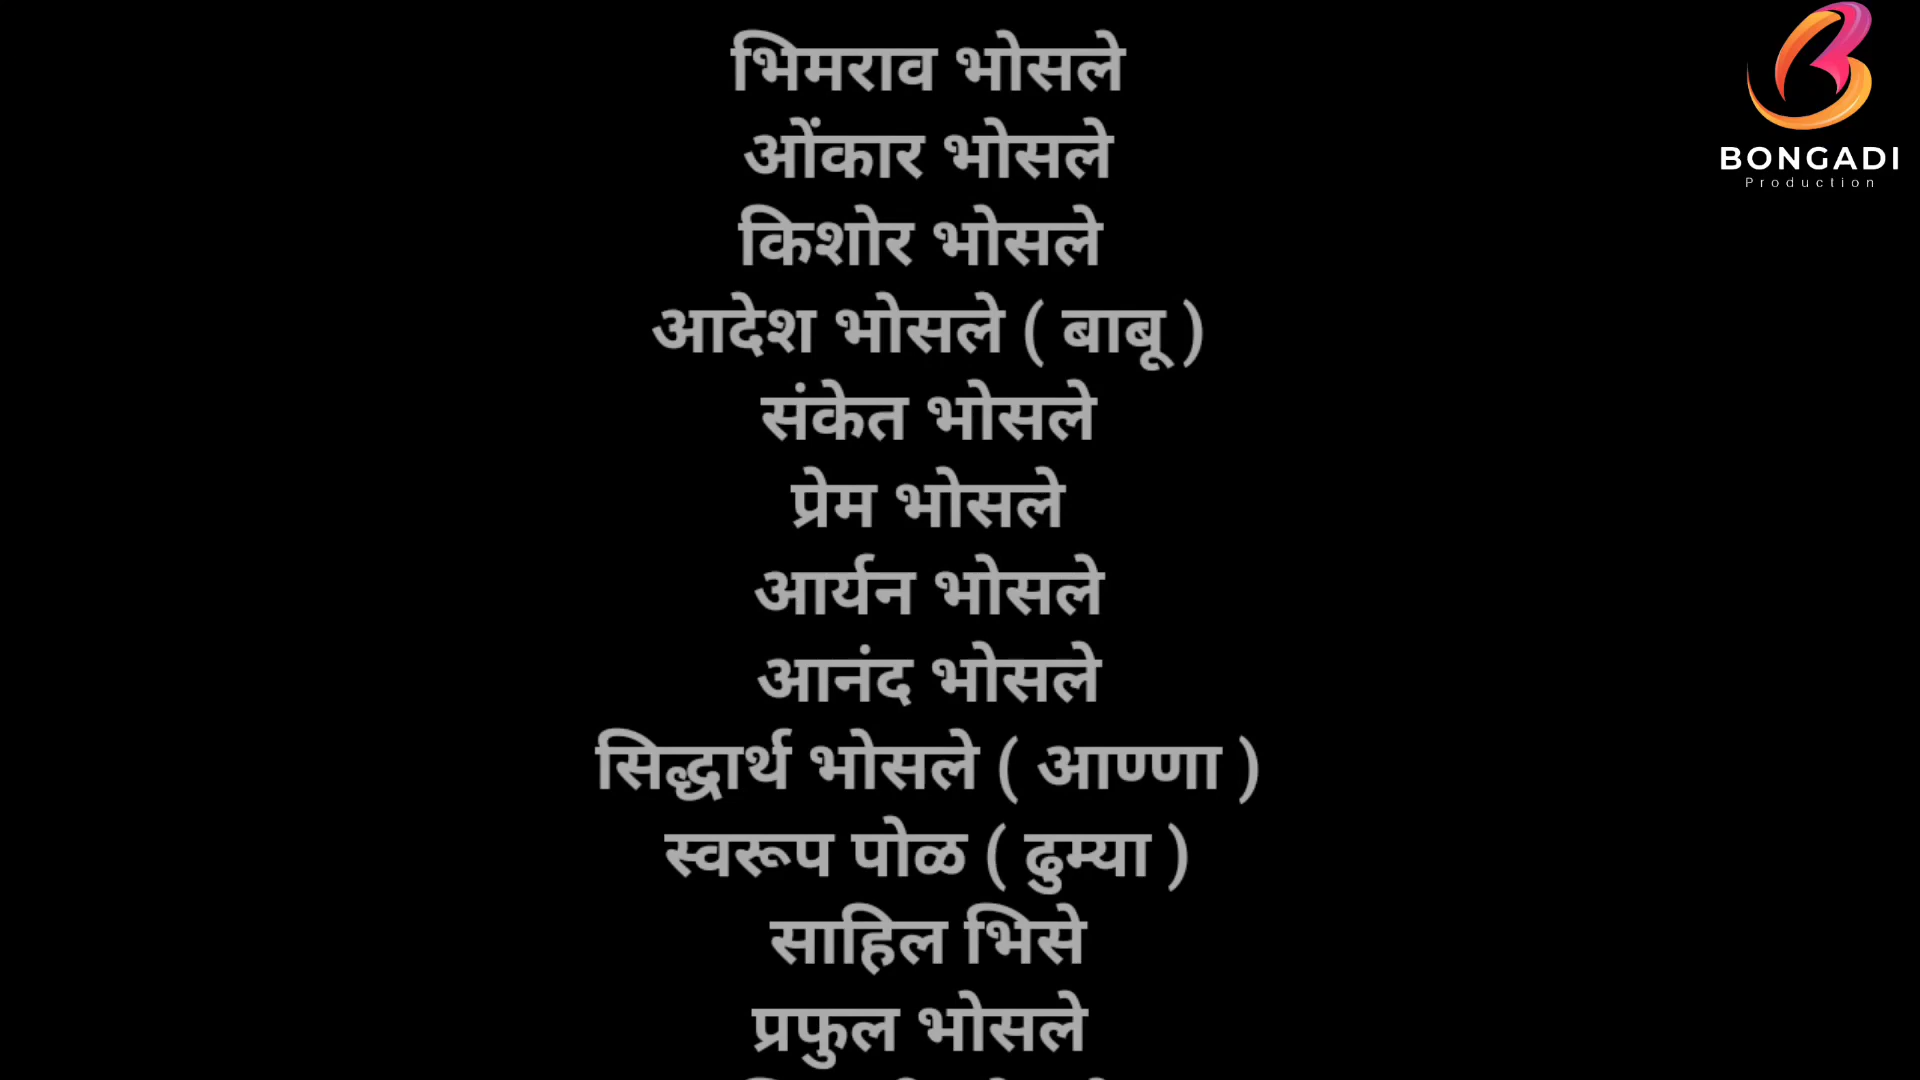 भिमराव भोसले
ओंकार भोसले
किशोर भोसले
आदेश भोसले ( बाबू )
संकेत भोसले
प्रेम भोसले
आर्यन भोसले
आनंद भोसले
सिद्धार्थ भोसले ( आण्णा )
स्वरूप पोळ ( ढुम्या )
साहिल भिसे
प्रफुल भोसले
BONGADI
Production